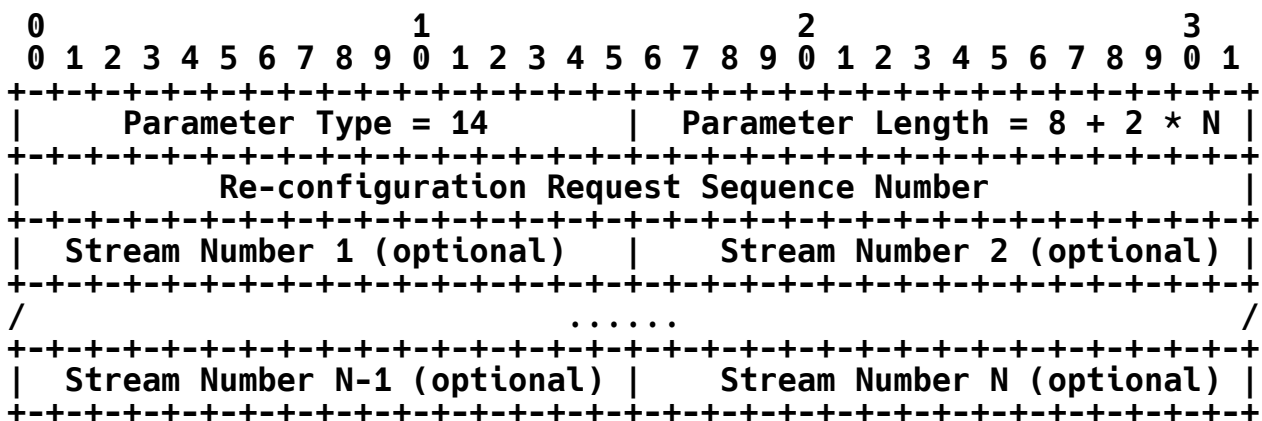 0                   1                   2                   3
 0 1 2 3 4 5 6 7 8 9 0 1 2 3 4 5 6 7 8 9 0 1 2 3 4 5 6 7 8 9 0 1
+-+-+-+-+-+-+-+-+-+-+-+-+-+-+-+-+-+-+-+-+-+-+-+-+-+-+-+-+-+-+-+-+
|     Parameter Type = 14       |  Parameter Length = 8 + 2 * N |
+-+-+-+-+-+-+-+-+-+-+-+-+-+-+-+-+-+-+-+-+-+-+-+-+-+-+-+-+-+-+-+-+
|          Re-configuration Request Sequence Number             |
+-+-+-+-+-+-+-+-+-+-+-+-+-+-+-+-+-+-+-+-+-+-+-+-+-+-+-+-+-+-+-+-+
|  Stream Number 1 (optional)   |    Stream Number 2 (optional) |
+-+-+-+-+-+-+-+-+-+-+-+-+-+-+-+-+-+-+-+-+-+-+-+-+-+-+-+-+-+-+-+-+
/                            ......                             /
+-+-+-+-+-+-+-+-+-+-+-+-+-+-+-+-+-+-+-+-+-+-+-+-+-+-+-+-+-+-+-+-+
|  Stream Number N-1 (optional) |    Stream Number N (optional) |
+-+-+-+-+-+-+-+-+-+-+-+-+-+-+-+-+-+-+-+-+-+-+-+-+-+-+-+-+-+-+-+-+